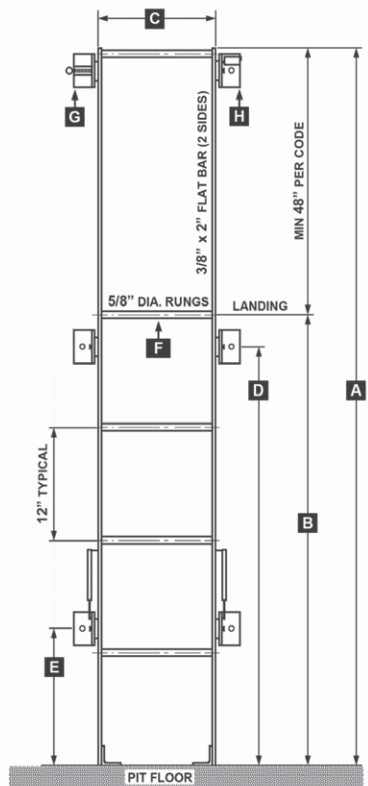 C
G
H
3/8” x 2” FLAT BAR (2 SIDES)
MIN 48” PER CODE
5/8” DIA. RUNGS
LANDING
F
D
A
B
12” TYPICAL
E
PIT FLOOR